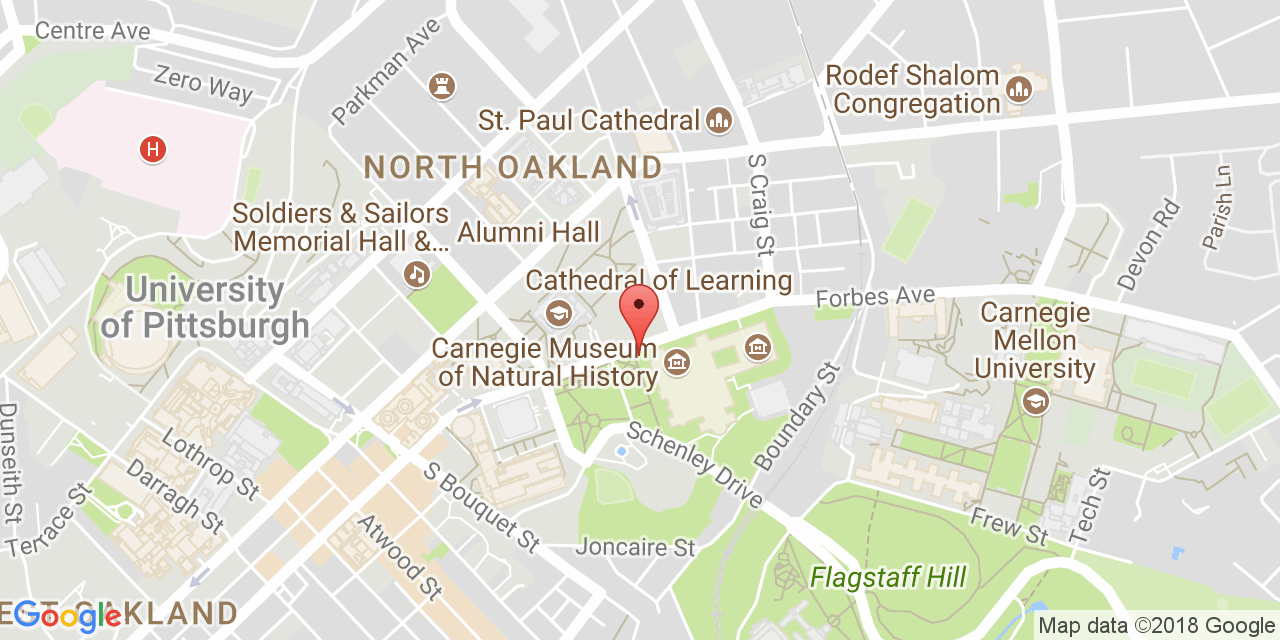 Centre Ave
Zero Way
Parkman Ave
Rodef Shalom
Congregation
St. Paul Cathedral
H
NORTH OAKLAND
S Craig St
Parish Ln
Devon Rd
Soldiers & Sailors
Memorial Hall &...
Alumni Hall
Cathedral of Learning
University
of Pittsburgh
Forbes Ave
Carnegie
Mellon
University
Carnegie Museum
of Natural History
Boundary St
Schenley Drive
Dunseith St
Lothrop St
Darragh St
Terrace St
S Bouquet St
Atwood St
Tech St
Frew St
Joncaire St
Flagstaff Hill
EST OAKLAND
Google
Map data ©2018 Google